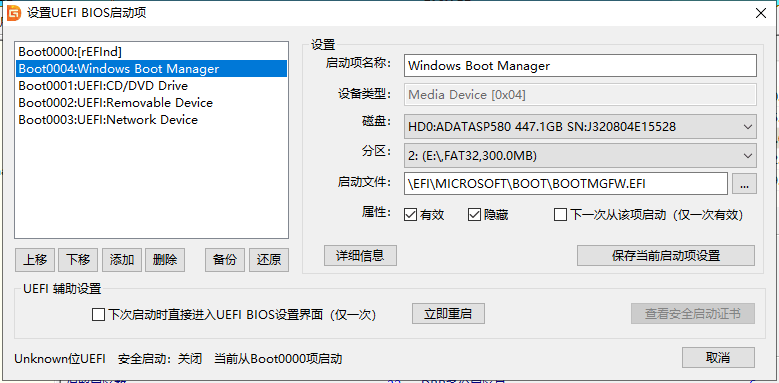 设置UEFI BIOS启动项
Boot0000:[rEFInd]
Boot0004:Windows Boot Manager
Boot0001:UEFI:CD/DVD Drive
Boot0002:UEFI:Removable Device
Boot0003:UEFI:Network Device
上移 下移 添加 删除 备份 还原
设置
启动项名称: Windows Boot Manager
设备类型: Media Device [0x04]
磁盘: HD0:ADATASP580 447.1GB SN:J320804E15528
分区: 2: (E:\,FAT32,300.0MB)
启动文件: \EFI\MICROSOFT\BOOT\BOOTMGFW.EFI ...
属性: 有效 隐藏 下一次从该项启动（仅一次有效）
详细信息 保存当前启动项设置
UEFI 辅助设置
下次启动时直接进入UEFI BIOS设置界面（仅一次） 立即重启 查看安全启动证书
Unknown位UEFI 安全启动：关闭 当前从Boot0000项启动 取消